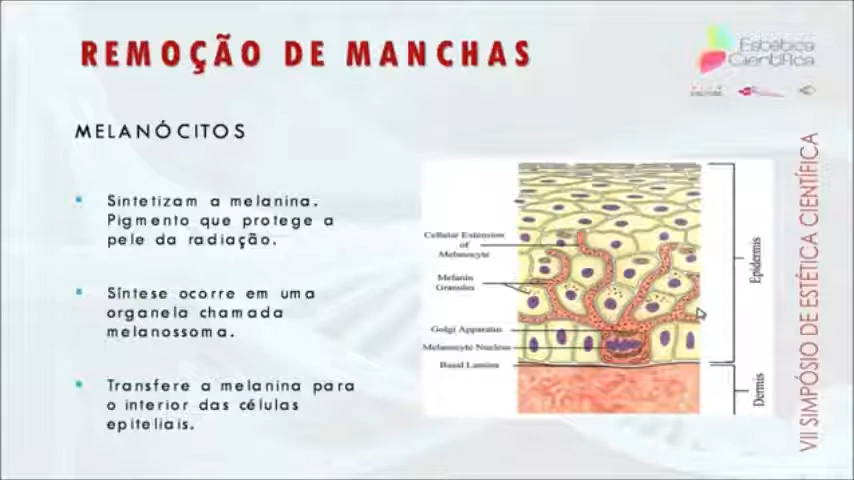 REMOÇÃO DE MANCHAS
Estética
Científica
MELANÓCITOS
Sintetizam a melanina.
Pigmento que protege a
pele da radiação.
Síntese ocorre em uma
organela chamada
melanossoma.
Transfere a melanina para
o interior das células
epiteliais.
Cellular Extension
of
Melanocyte
Melanin
Granules
Golgi Apparatus
Melanocyte Nucleus
Basal Lamina
Epidermis
Dermis
VII SIMPÓSIO DE ESTÉTICA CIENTÍFICA